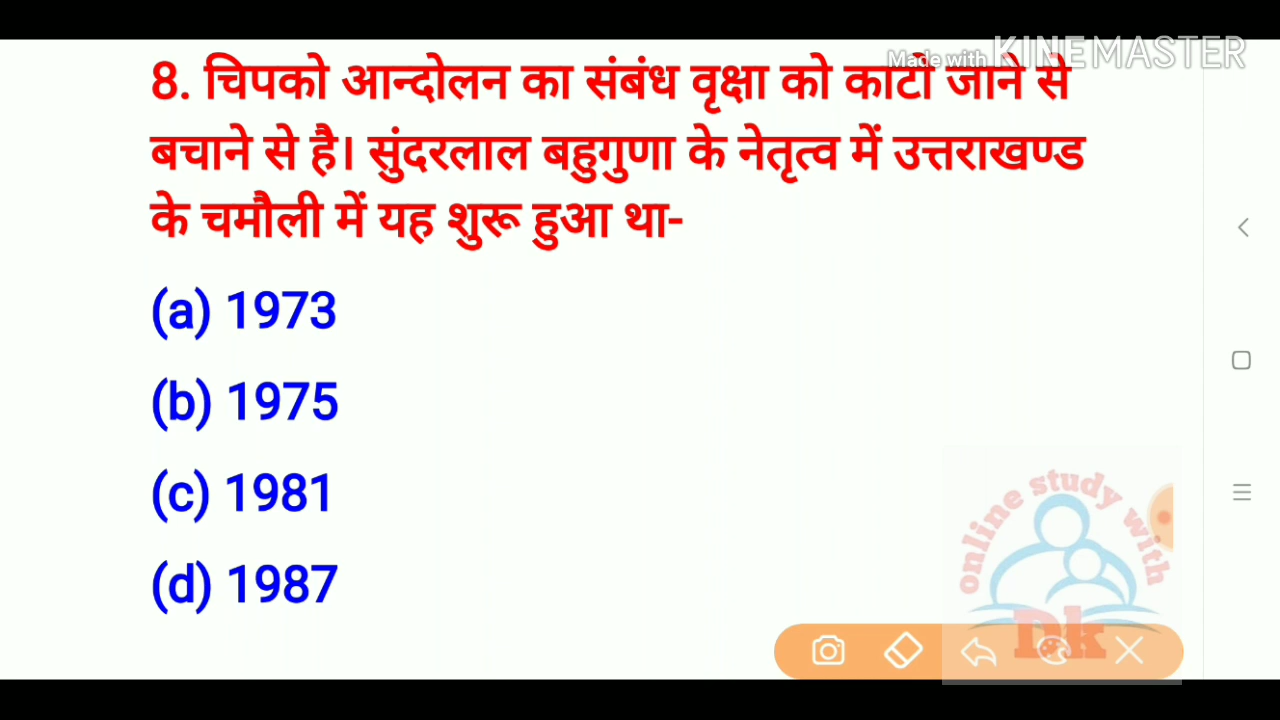 Made with KINEMASTER
8. चिपको आन्दोलन का संबंध वृक्षा को काटो जाने से
बचाने से है। सुंदरलाल बहुगुणा के नेतृत्व में उत्तराखण्ड
के चमौली में यह शुरू हुआ था-
(a) 1973
(b) 1975
(c) 1981
(d) 1987
online study with
Dk